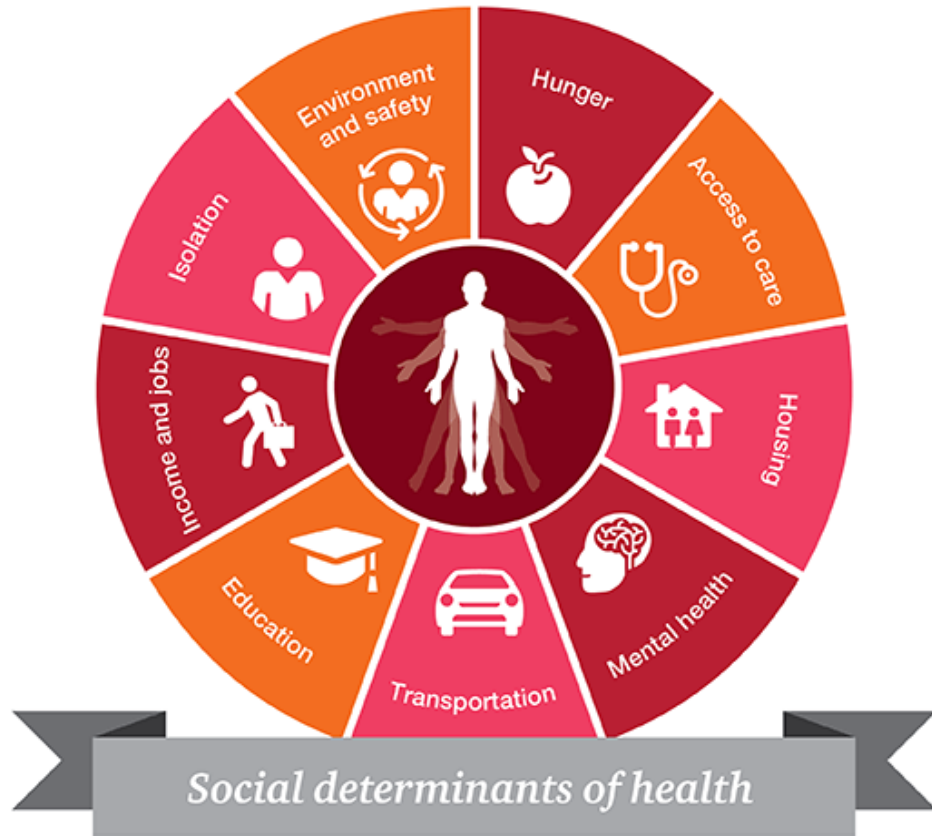 Hunger
Access to care
Housing
Mental health
Transportation
Education
Income and jobs
Isolation
Environment
and safety
Social determinants of health